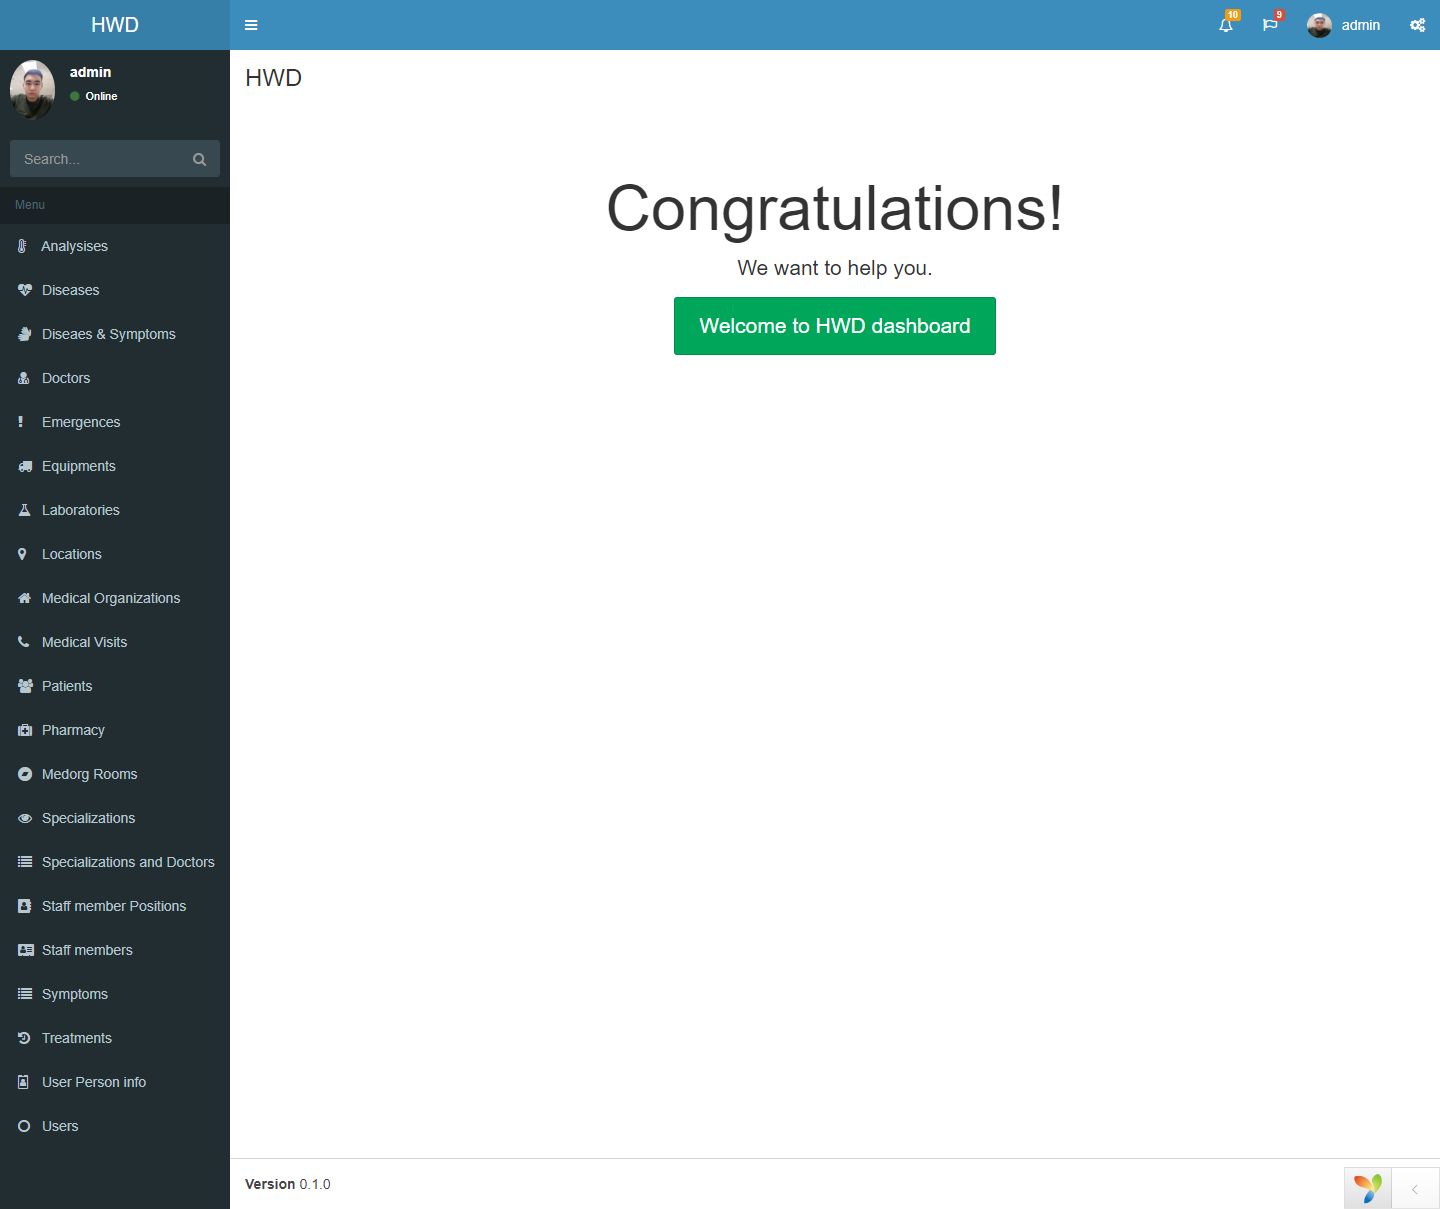 HWD
10
9
admin
admin
Online
Search...
Menu
Analysises
Diseases
Diseaes & Symptoms
Doctors
Emergences
Equipments
Laboratories
Locations
Medical Organizations
Medical Visits
Patients
Pharmacy
Medorg Rooms
Specializations
Specializations and Doctors
Staff member Positions
Staff members
Symptoms
Treatments
User Person info
Users
HWD
Congratulations!
We want to help you.
Welcome to HWD dashboard
Version 0.1.0